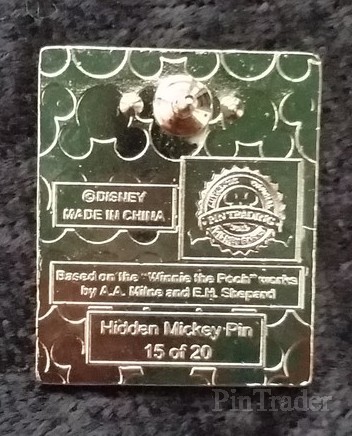 ©DISNEY
MADE IN CHINA
PIN TRADING
Based on the "Winnie the Pooh" works
by A.A. Milne and E.H. Shepard
Hidden Mickey Pin
15 of 20
PinTrader